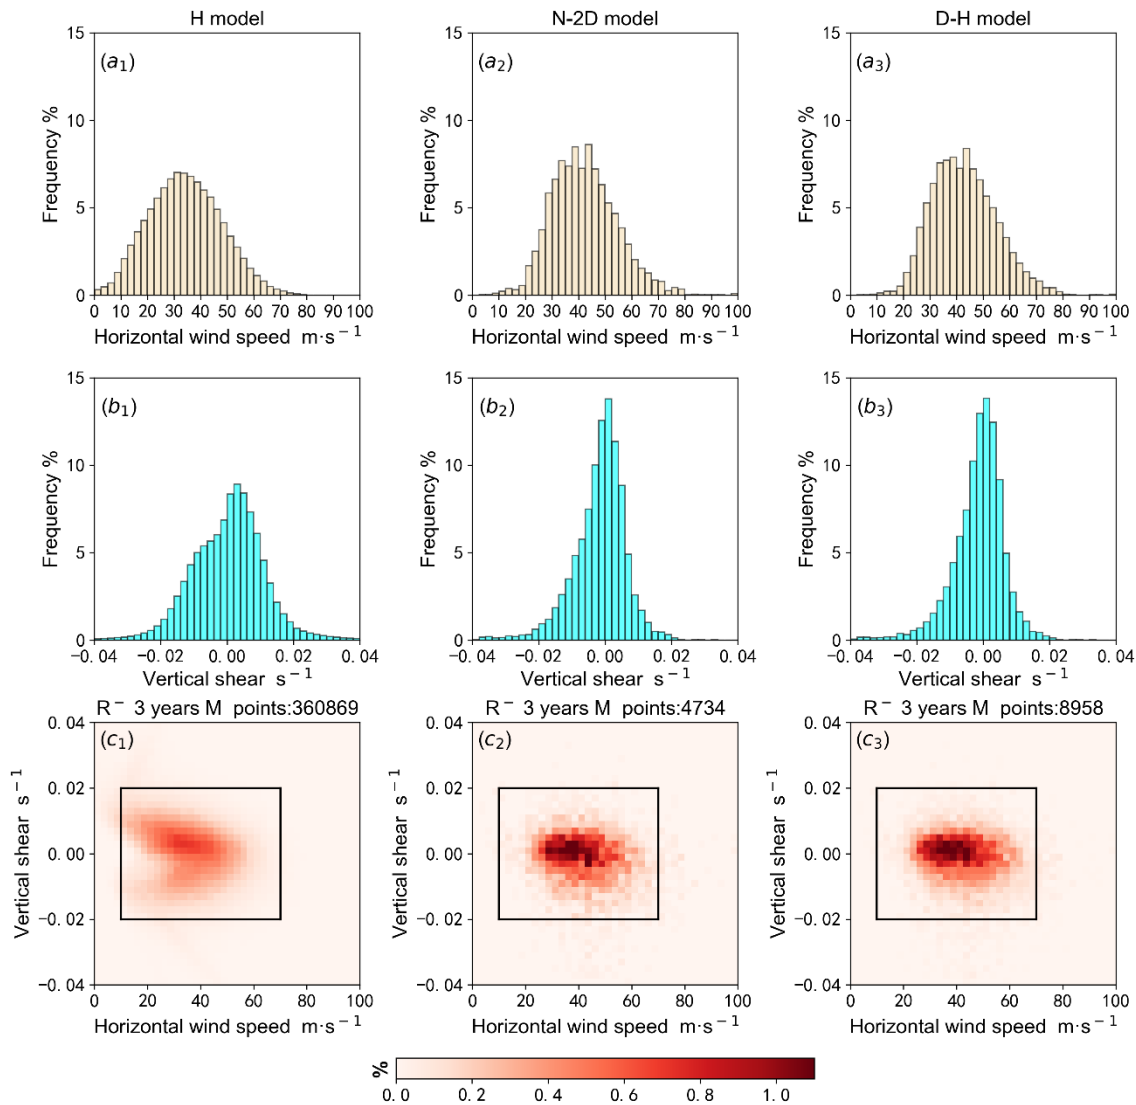 H model
N-2D model
D-H model
(a1)
(a2)
(a3)
15
10
5
0
Frequency %
15
10
5
0
Frequency %
15
10
5
0
Frequency %
0 10 20 30 40 50 60 70 80 90 100
0 10 20 30 40 50 60 70 80 90 100
0 10 20 30 40 50 60 70 80 90 100
Horizontal wind speed m·s⁻¹
Horizontal wind speed m·s⁻¹
Horizontal wind speed m·s⁻¹
(b1)
(b2)
(b3)
15
10
5
0
Frequency %
15
10
5
0
Frequency %
15
10
5
0
Frequency %
−0.04 −0.02 0.00 0.02 0.04
−0.04 −0.02 0.00 0.02 0.04
−0.04 −0.02 0.00 0.02 0.04
Vertical shear s⁻¹
Vertical shear s⁻¹
Vertical shear s⁻¹
R⁻ 3 years M points:360869
R⁻ 3 years M points:4734
R⁻ 3 years M points:8958
(c1)
(c2)
(c3)
0.04
0.02
0.00
−0.02
−0.04
Vertical shear s⁻¹
0.04
0.02
0.00
−0.02
−0.04
Vertical shear s⁻¹
0.04
0.02
0.00
−0.02
−0.04
Vertical shear s⁻¹
0 20 40 60 80 100
0 20 40 60 80 100
0 20 40 60 80 100
Horizontal wind speed m·s⁻¹
Horizontal wind speed m·s⁻¹
Horizontal wind speed m·s⁻¹
%
0.0 0.2 0.4 0.6 0.8 1.0